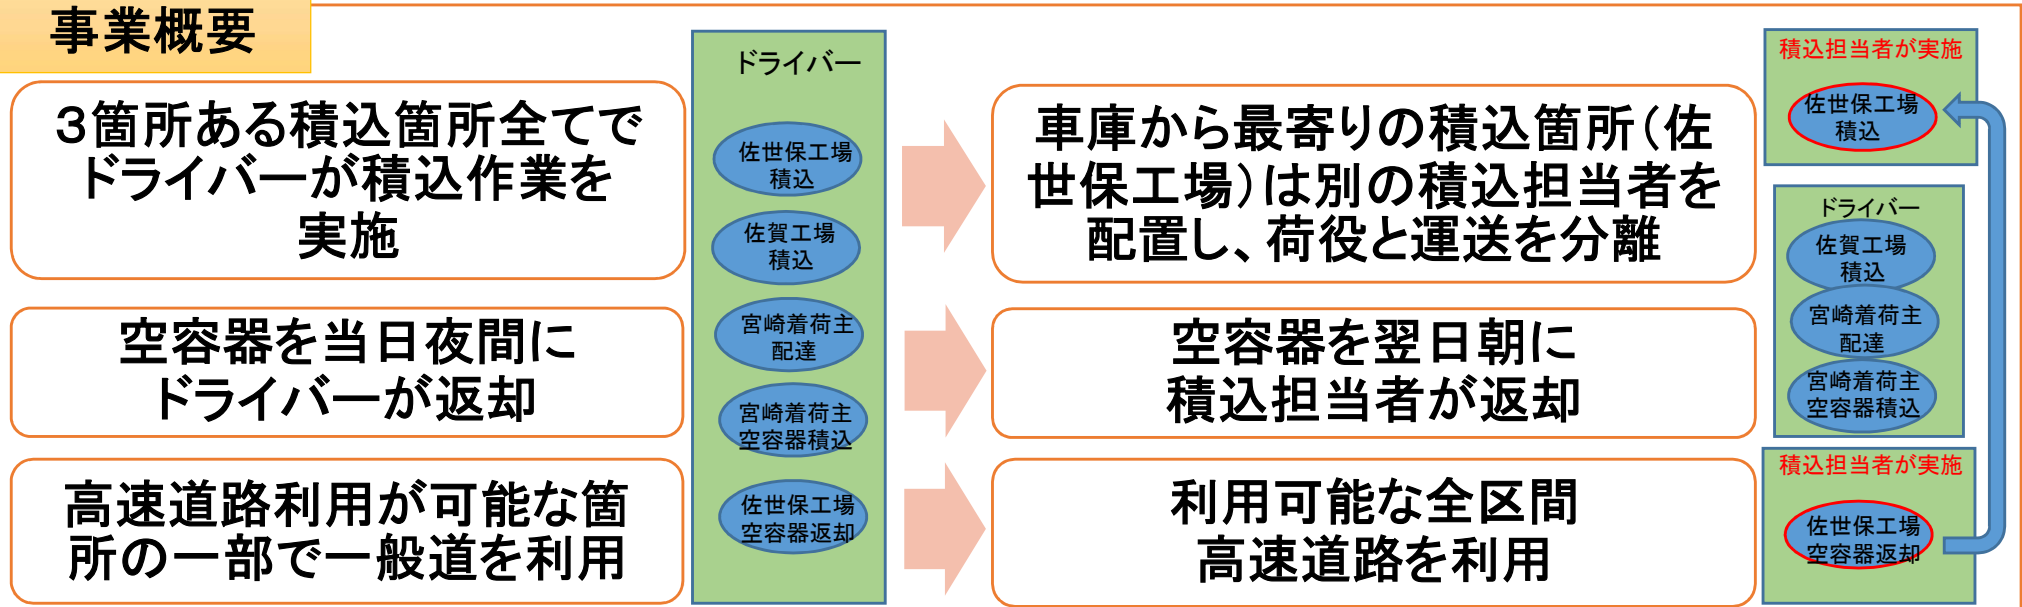 事業概要
３箇所ある積込箇所全てで
ドライバーが積込作業を
実施
空容器を当日夜間に
ドライバーが返却
高速道路利用が可能な箇
所の一部で一般道を利用
ドライバー
佐世保工場
積込
佐賀工場
積込
宮崎着荷主
配達
宮崎着荷主
空容器積込
佐世保工場
空容器返却
車庫から最寄りの積込箇所（佐
世保工場）は別の積込担当者を
配置し、荷役と運送を分離
空容器を翌日朝に
積込担当者が返却
利用可能な全区間
高速道路を利用
積込担当者が実施
佐世保工場
積込
ドライバー
佐賀工場
積込
宮崎着荷主
配達
宮崎着荷主
空容器積込
積込担当者が実施
佐世保工場
空容器返却